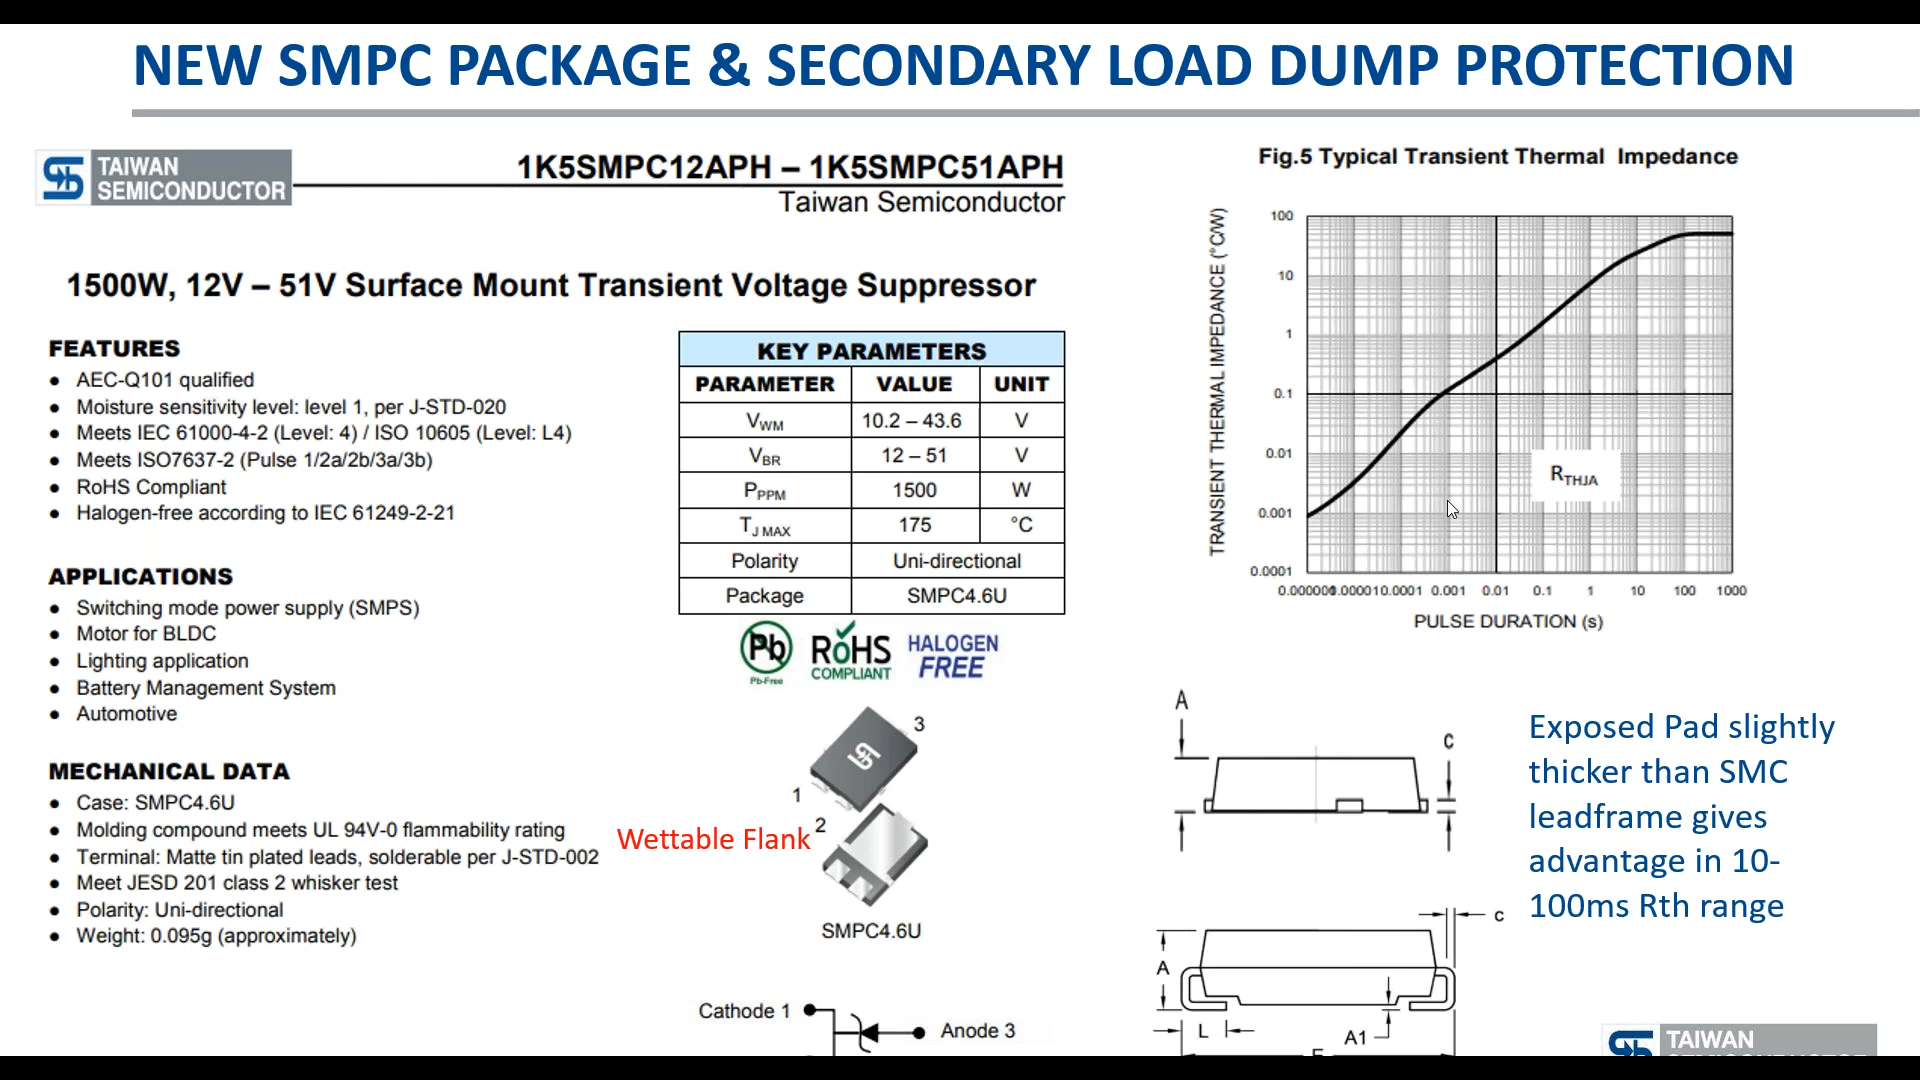 NEW SMPC PACKAGE & SECONDARY LOAD DUMP PROTECTION
TAIWAN
SEMICONDUCTOR
1K5SMPC12APH – 1K5SMPC51APH
Taiwan Semiconductor
1500W, 12V – 51V Surface Mount Transient Voltage Suppressor
FEATURES
● AEC-Q101 qualified
● Moisture sensitivity level: level 1, per J-STD-020
● Meets IEC 61000-4-2 (Level: 4) / ISO 10605 (Level: L4)
● Meets ISO7637-2 (Pulse 1/2a/2b/3a/3b)
● RoHS Compliant
● Halogen-free according to IEC 61249-2-21
APPLICATIONS
● Switching mode power supply (SMPS)
● Motor for BLDC
● Lighting application
● Battery Management System
● Automotive
MECHANICAL DATA
● Case: SMPC4.6U
● Molding compound meets UL 94V-0 flammability rating
● Terminal: Matte tin plated leads, solderable per J-STD-002
● Meet JESD 201 class 2 whisker test
● Polarity: Uni-directional
● Weight: 0.095g (approximately)
KEY PARAMETERS
PARAMETER VALUE UNIT
VWM 10.2 – 43.6 V
VBR 12 – 51 V
PPPM 1500 W
TJ MAX 175 °C
Polarity Uni-directional
Package SMPC4.6U
Pb
Pb-Free
RoHS
COMPLIANT
HALOGEN
FREE
3
1
2
Wettable Flank
SMPC4.6U
Cathode 1
Anode 3
Fig.5 Typical Transient Thermal Impedance
TRANSIENT THERMAL IMPEDANCE (°C/W)
100
10
1
0.1
0.01
0.001
0.0001
RTHJA
0.0001 0.001 0.01 0.1 1 10 100 1000
PULSE DURATION (s)
A
C
Exposed Pad slightly
thicker than SMC
leadframe gives
advantage in 10-
100ms Rth range
c
A
L
A1
TAIWAN